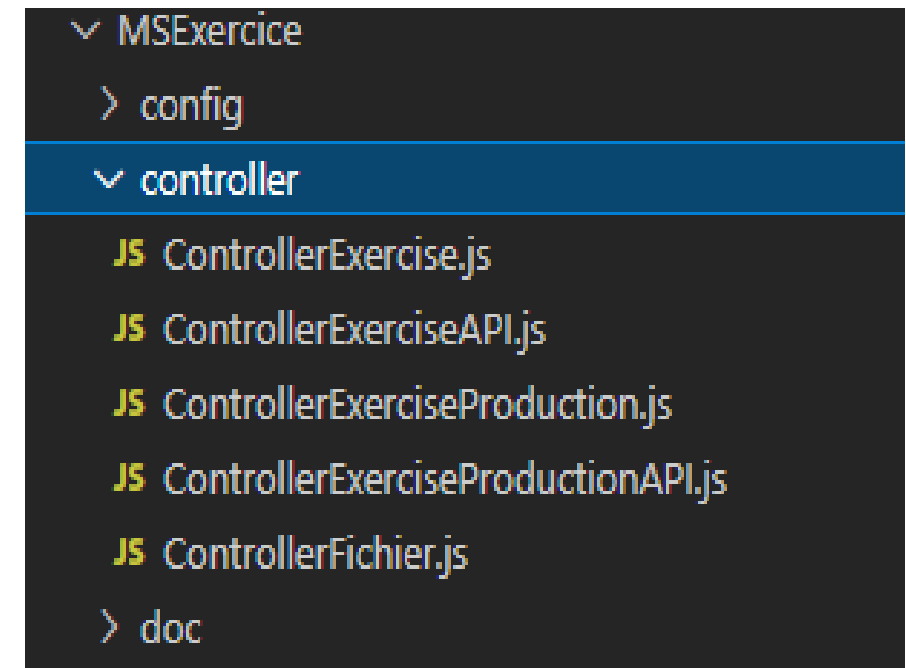 MSExercice
config
controller
JS ControllerExercise.js
JS ControllerExerciseAPI.js
JS ControllerExerciseProduction.js
JS ControllerExerciseProductionAPI.js
JS ControllerFichier.js
doc